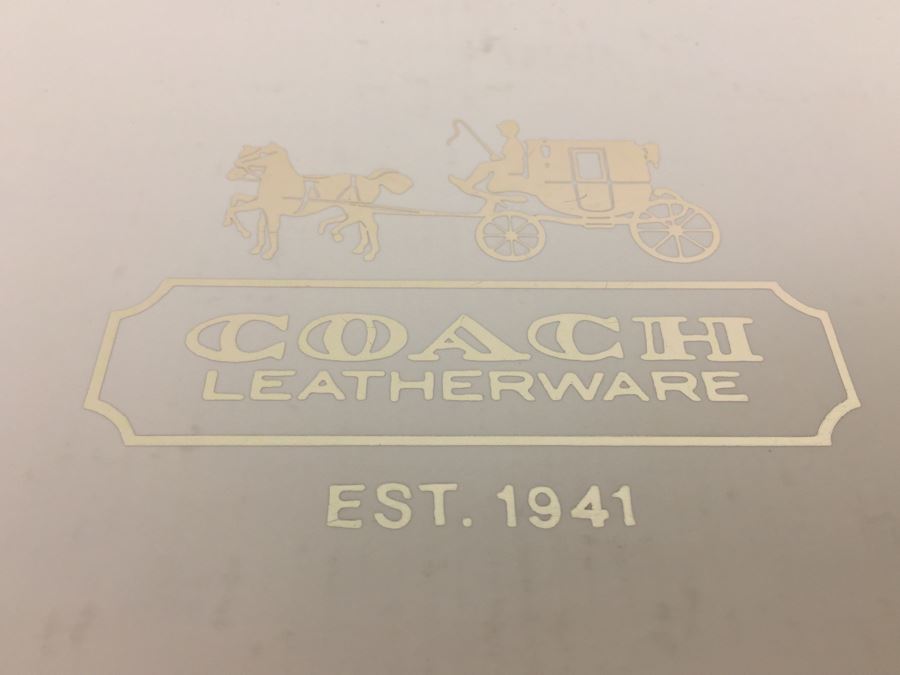 COACH
LEATHERWARE
EST. 1941